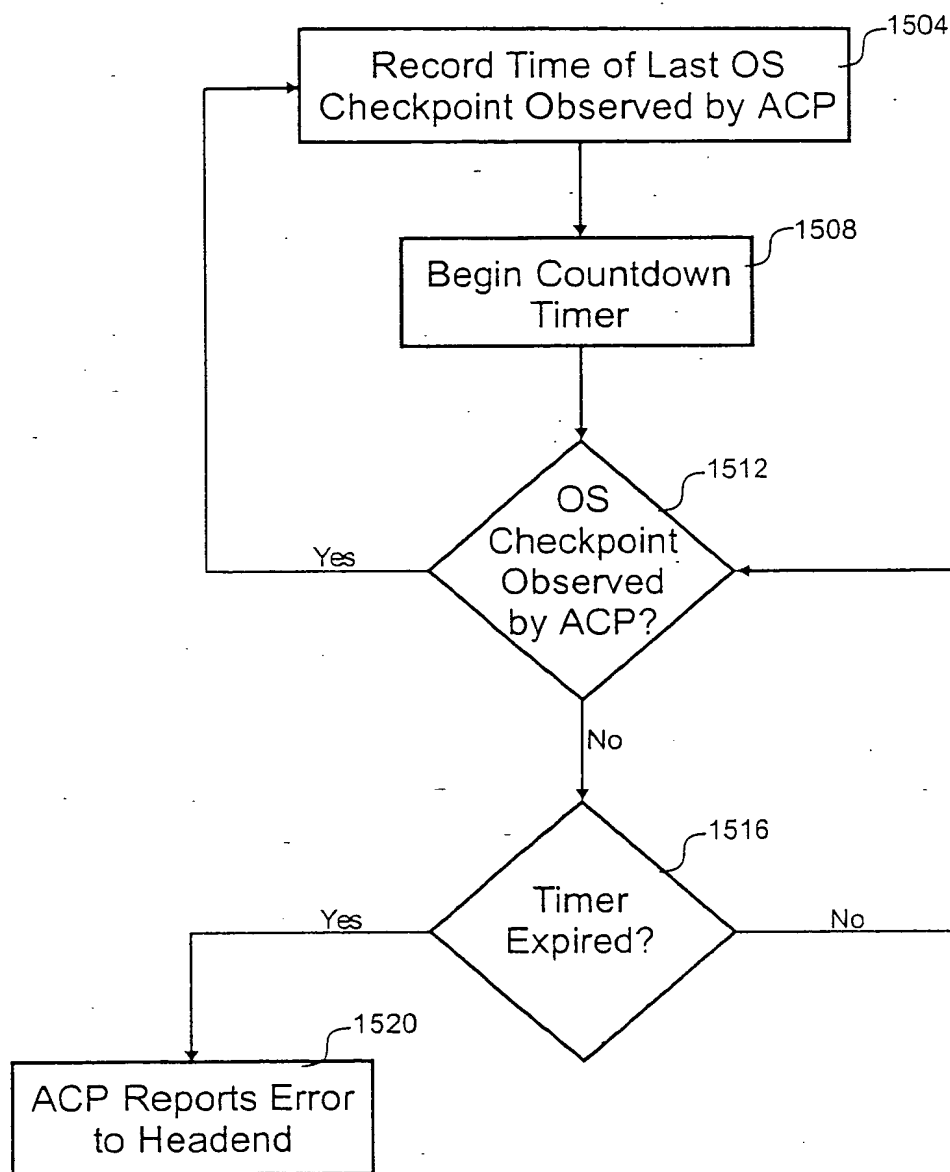 1504
Record Time of Last OS
Checkpoint Observed by ACP
1508
Begin Countdown
Timer
1512
OS
Checkpoint
Observed
by ACP?
Yes
No
1516
Timer
Expired?
Yes
No
1520
ACP Reports Error
to Headend